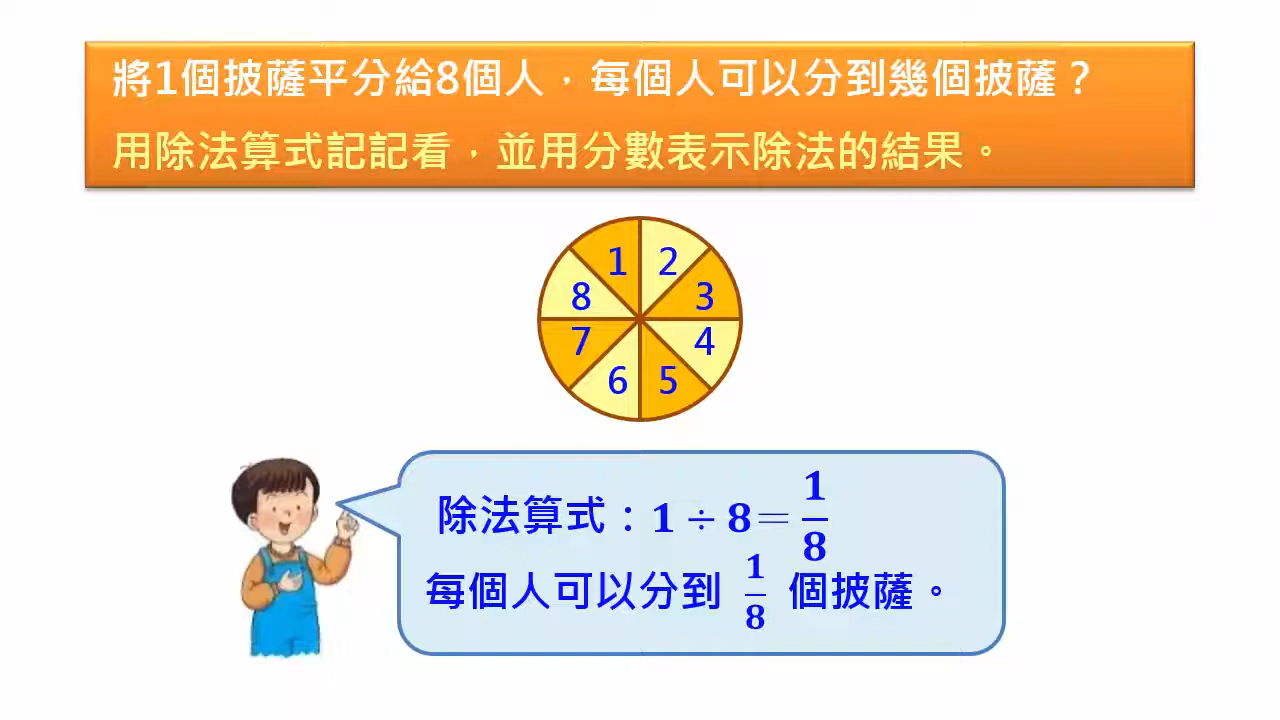 將1個披薩平分給8個人，每個人可以分到幾個披薩？
用除法算式記記看，並用分數表示除法的結果。
1 2
8 3
7 4
6 5
除法算式：1 ÷ 8 = 1/8
每個人可以分到 1/8 個披薩。